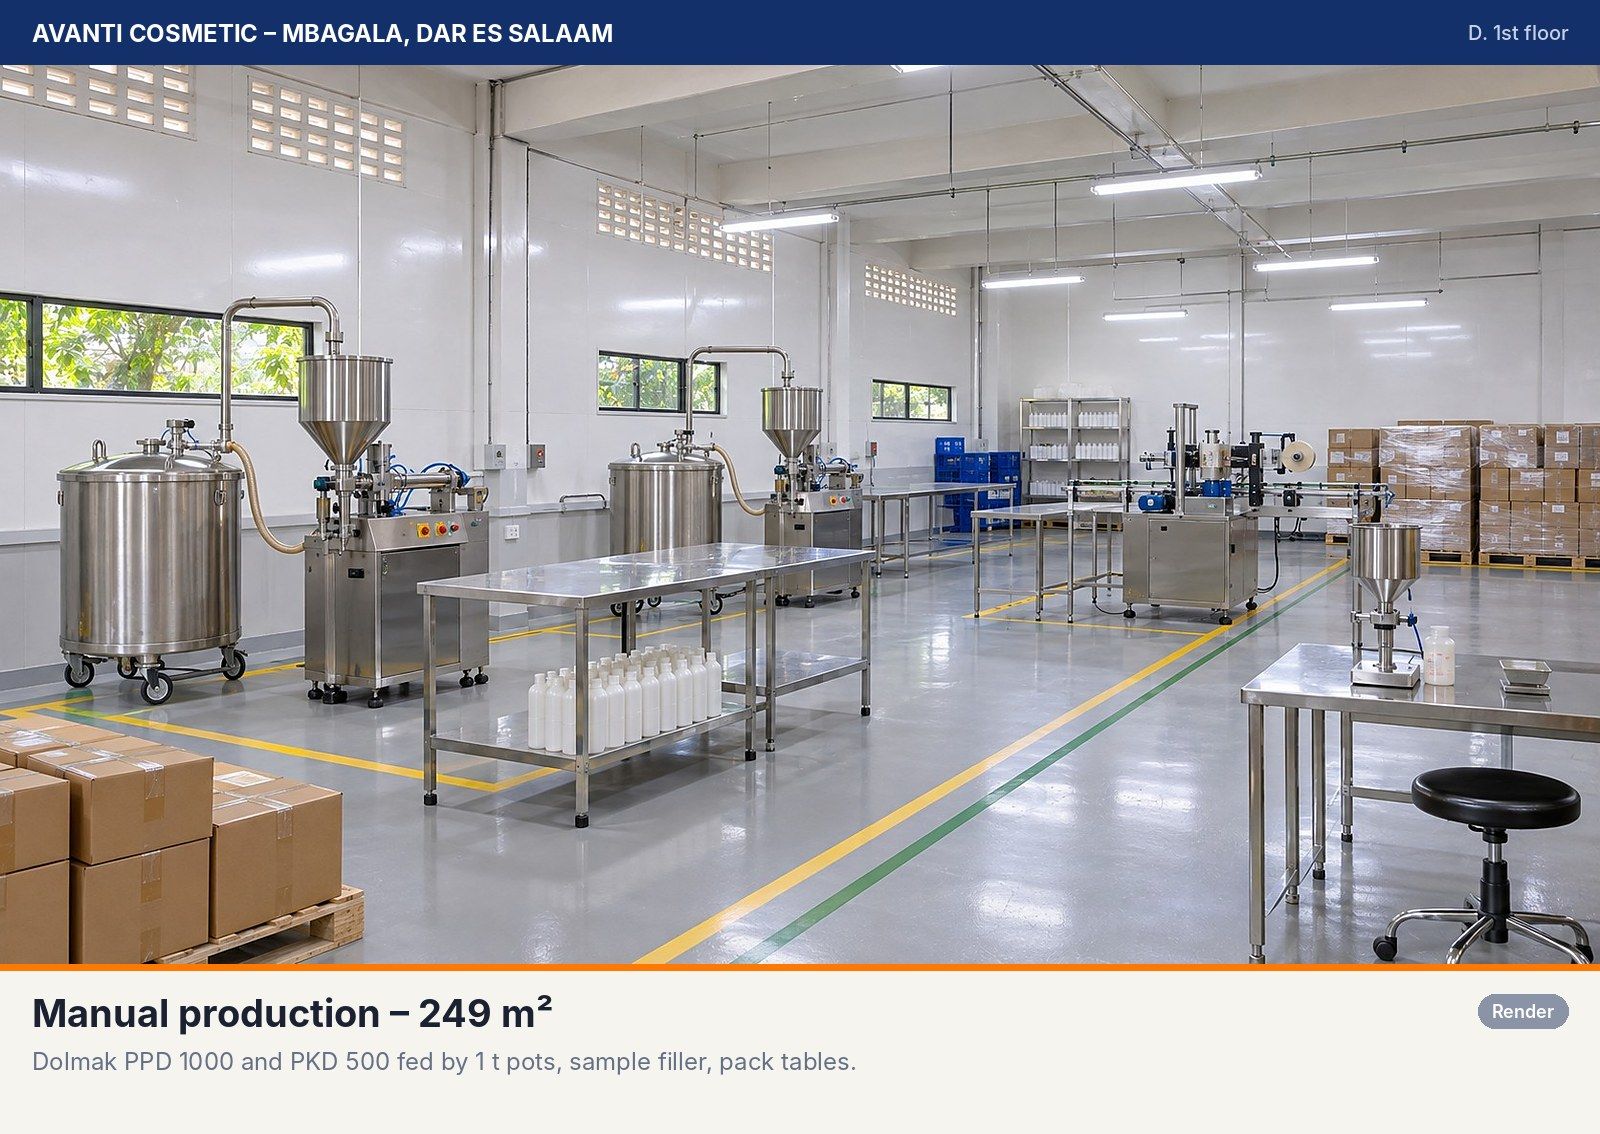 AVANTI COSMETIC – MBAGALA, DAR ES SALAAM
D. 1st floor
Manual production – 249 m²
Render
Dolmak PPD 1000 and PKD 500 fed by 1 t pots, sample filler, pack tables.